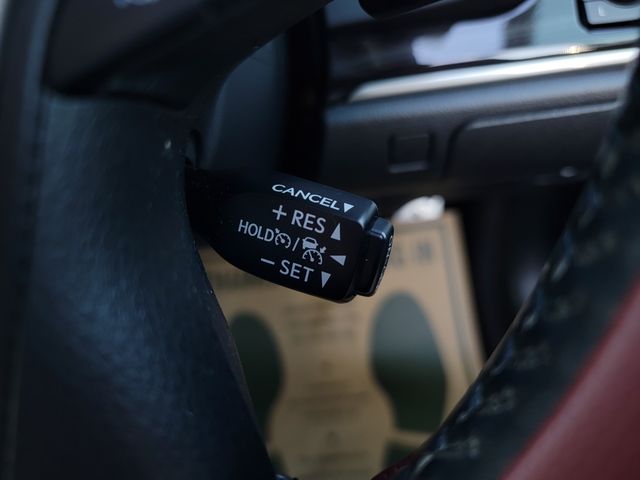 CANCEL▼
+ RES ▲
HOLD / ◀
− SET ▼